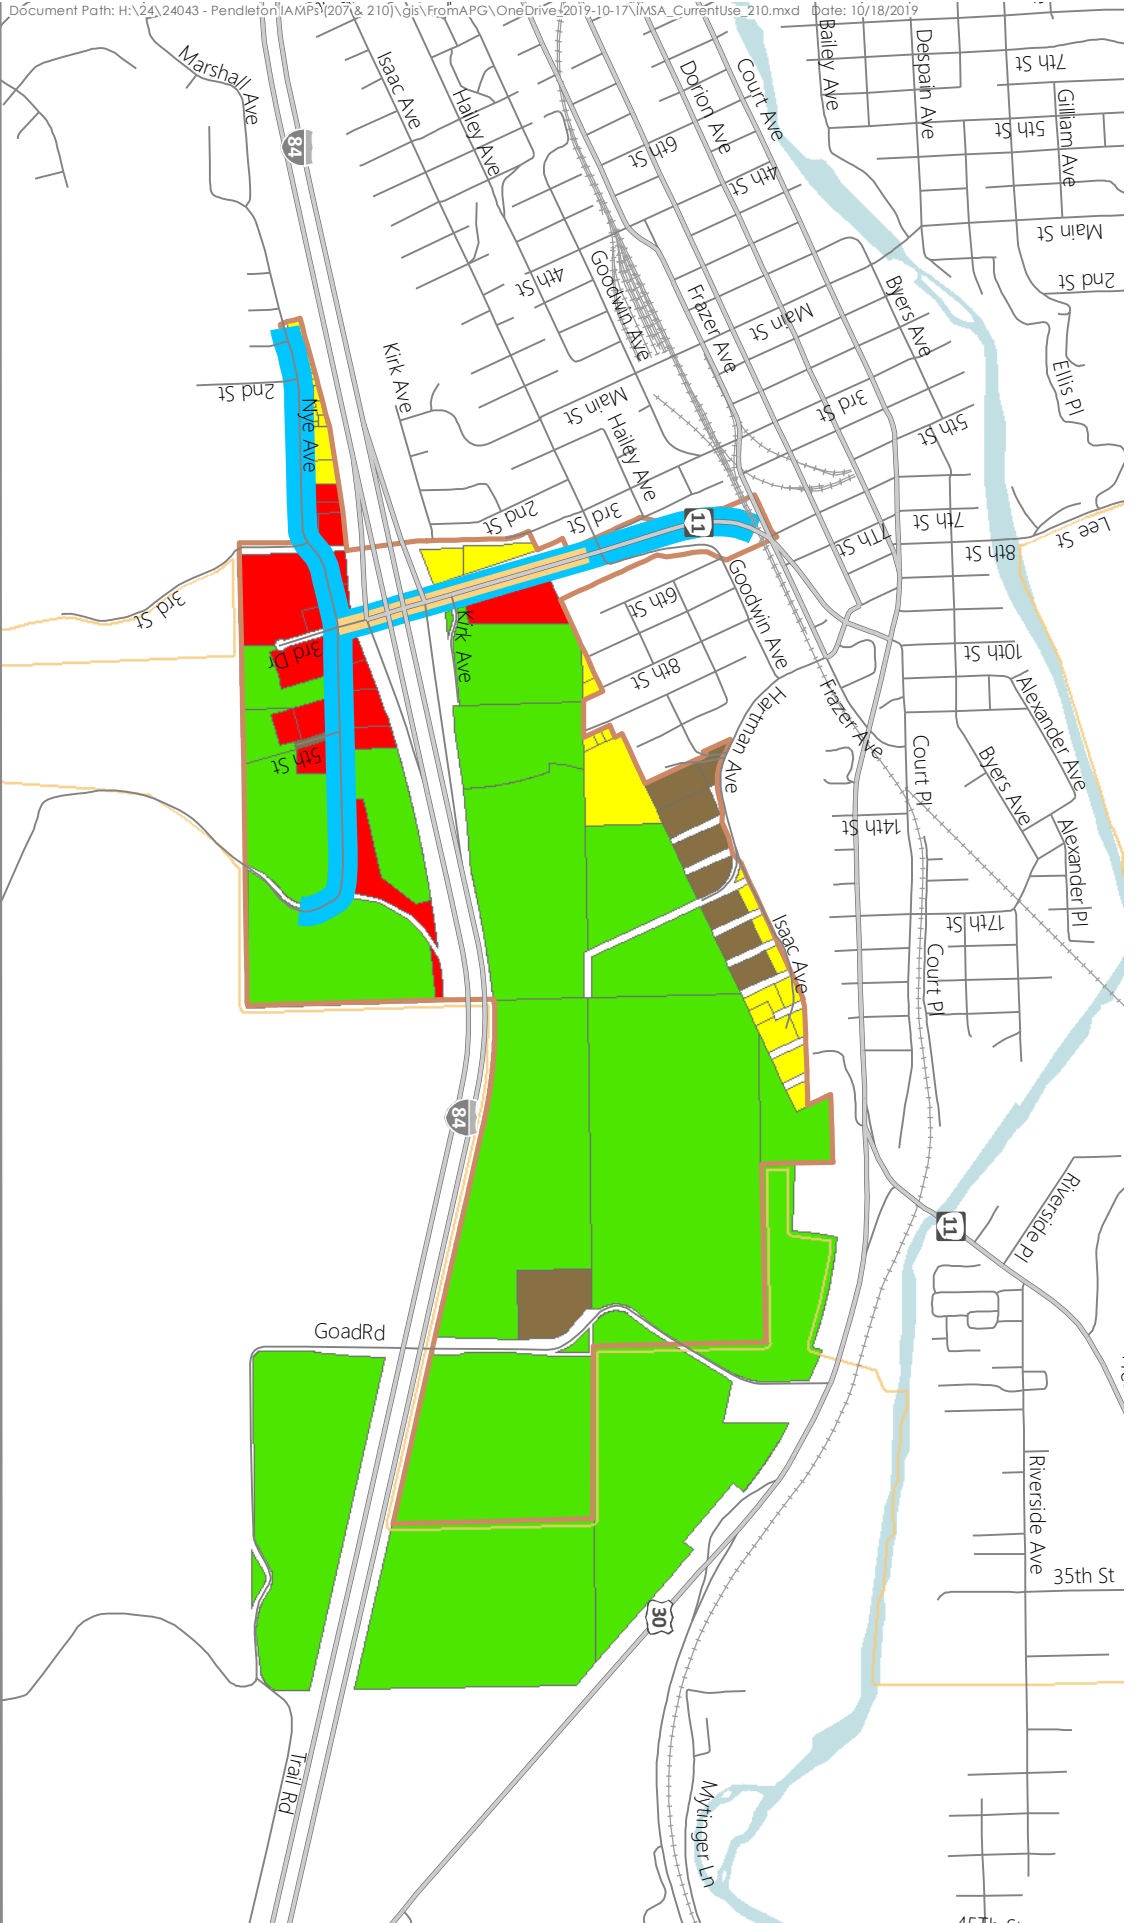 Document Path: H:\24\24043 - Pendleton IAMPs (207 & 210)\gis\FromAPG\OneDrive-2019-10-17\IMSA_CurrentUse_210.mxd Date: 10/18/2019
Marshall Ave
84
Isaac Ave
Hailey Ave
Dorion Ave
Court Ave
Bailey Ave
Despain Ave
7th St
Gilliam Ave
5th St
6th St
4th St
Main St
2nd St
4th St
Goodwin Ave
Frazer Ave
Main St
Byers Ave
Ellis Pl
Kirk Ave
2nd St
Nye Ave
Main St
Hailey Ave
3rd St
5th St
2nd St
3rd St
11
7Th St
7th St
8th St
Lee St
3rd St
3rd Dr
Kirk Ave
6th St
8th St
Goodwin Ave
Hartman Ave
Frazer Ave
10th St
Alexander Ave
5th St
Court Pl
Byers Ave
14th St
Alexander Pl
17th St
Isaac Ave
Court Pl
84
Riverside Pl
11
GoadRd
Riverside Ave
35th St
30
Trail Rd
Mytinger Ln
45Th St